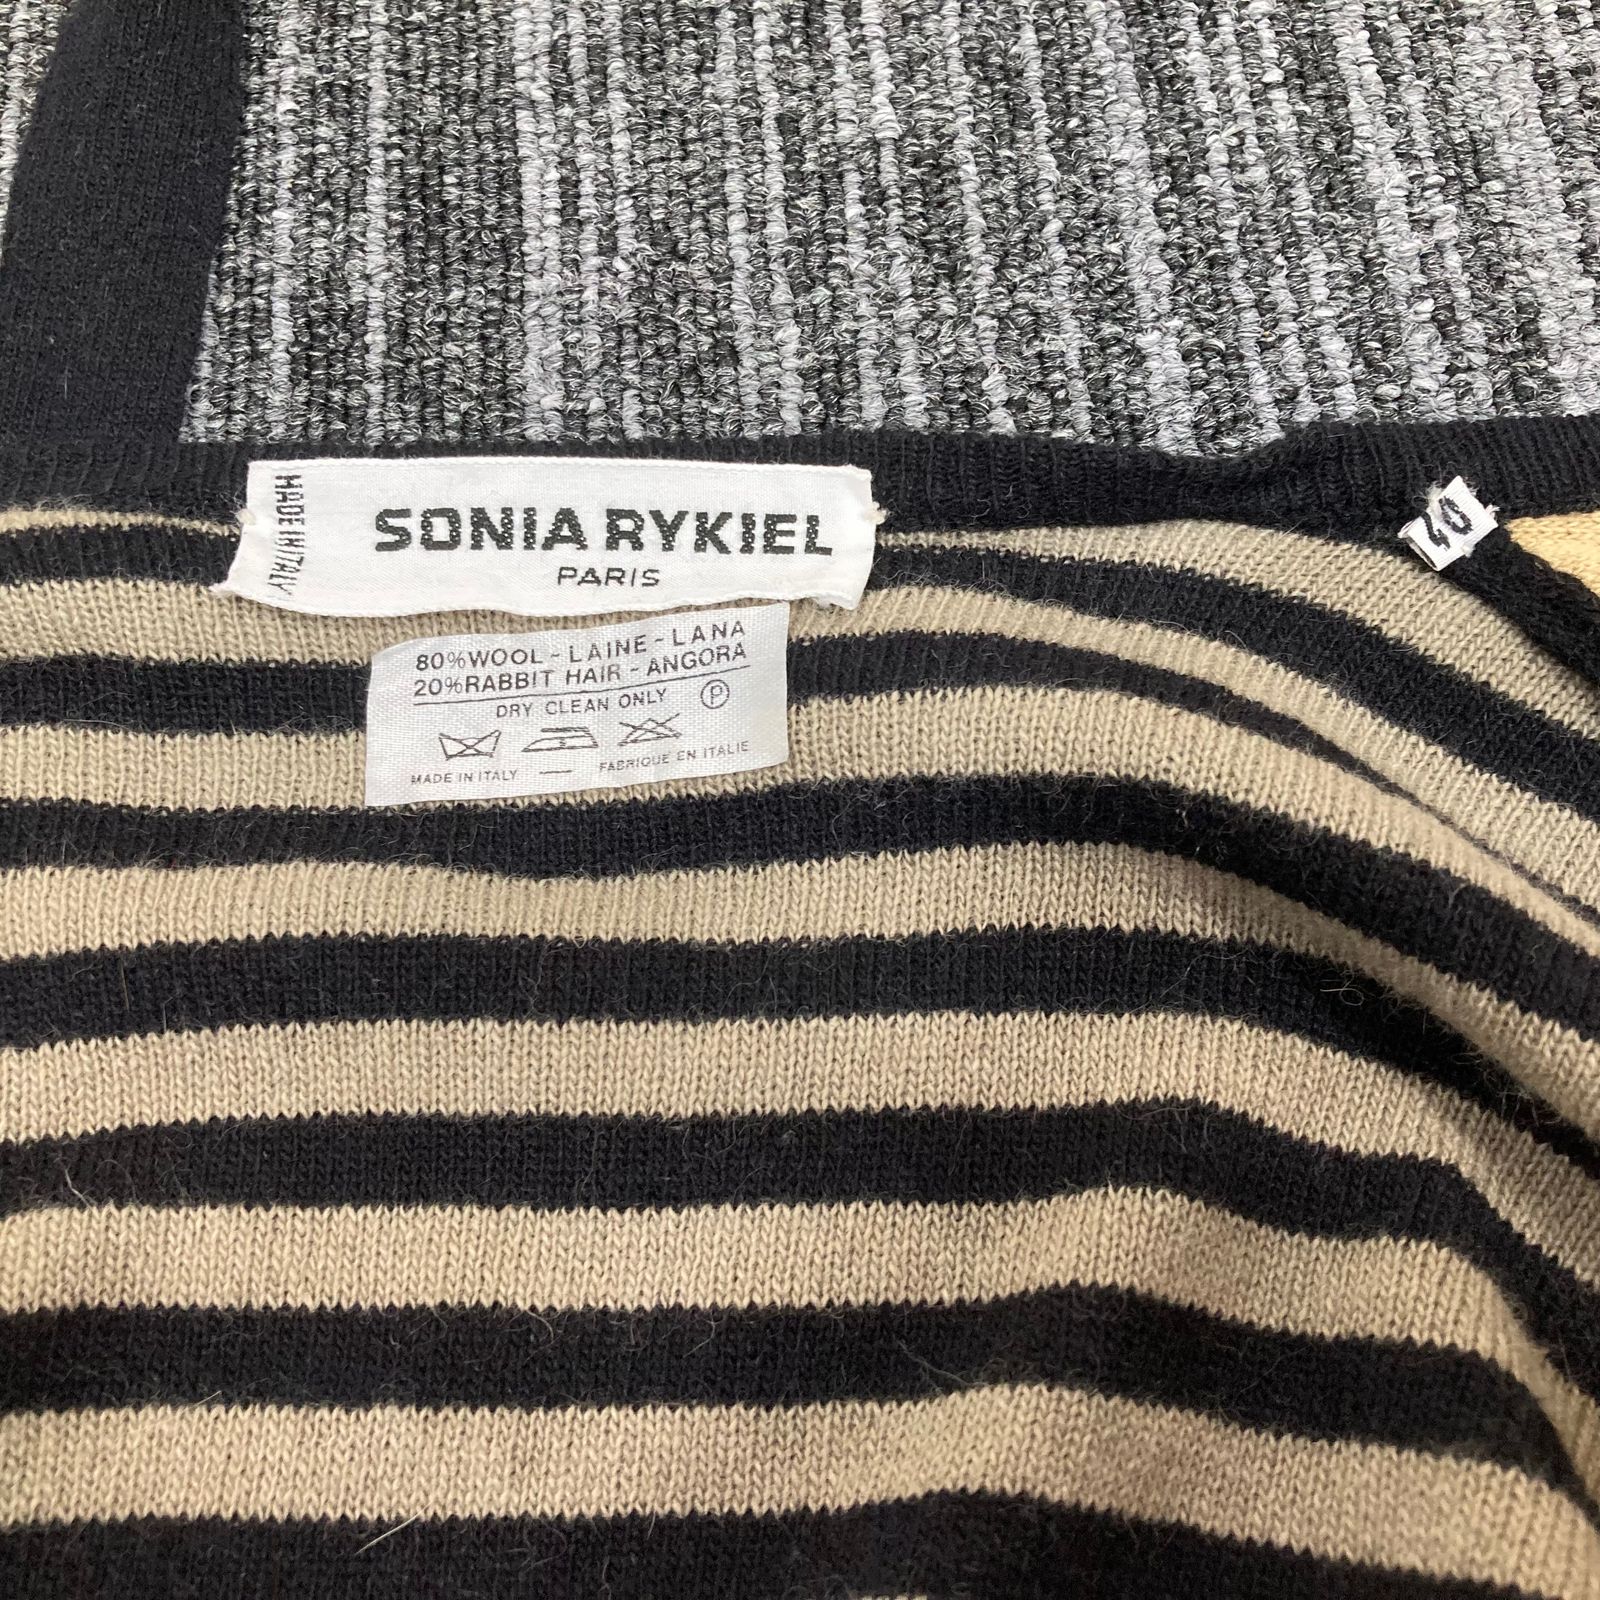 MADE IN ITALY
SONIA RYKIEL
PARIS
40
80%WOOL - LAINE - LANA
20%RABBIT HAIR - ANGORA
DRY CLEAN ONLY P
MADE IN ITALY — FABRIQUE EN ITALIE